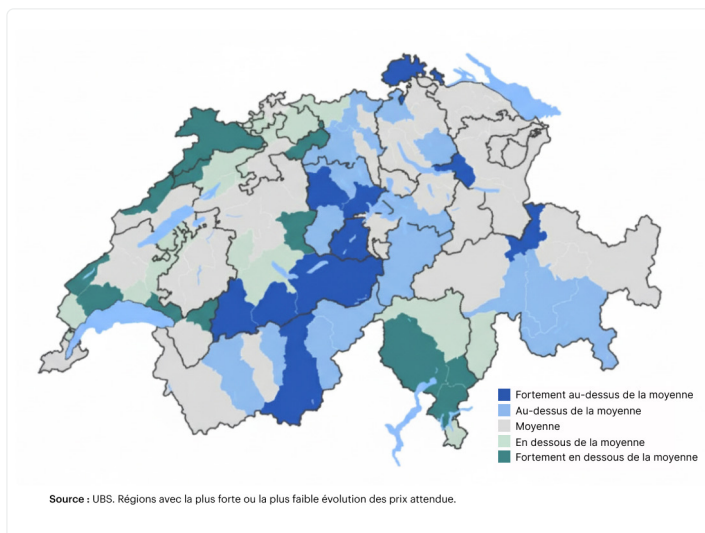 Fortement au-dessus de la moyenne
Au-dessus de la moyenne
Moyenne
En dessous de la moyenne
Fortement en dessous de la moyenne
Source : UBS. Régions avec la plus forte ou la plus faible évolution des prix attendue.